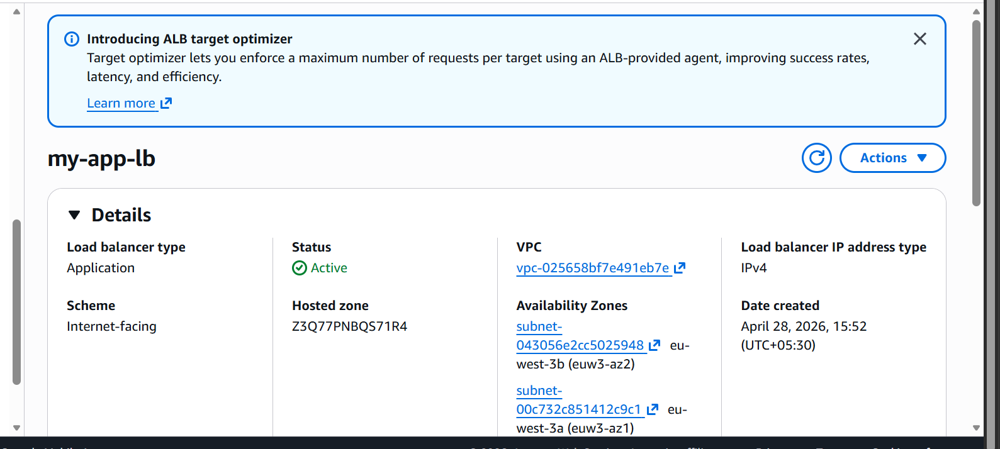 Introducing ALB target optimizer
Target optimizer lets you enforce a maximum number of requests per target using an ALB-provided agent, improving success rates,
latency, and efficiency.
Learn more
my-app-lb
Actions
Details
Load balancer type
Application
Status
Active
VPC
vpc-025658bf7e491eb7e
Load balancer IP address type
IPv4
Scheme
Internet-facing
Hosted zone
Z3Q77PNBQS71R4
Availability Zones
subnet-
043056e2cc5025948 eu-
west-3b (euw3-az2)
subnet-
00c732c851412c9c1 eu-
west-3a (euw3-az1)
Date created
April 28, 2026, 15:52
(UTC+05:30)